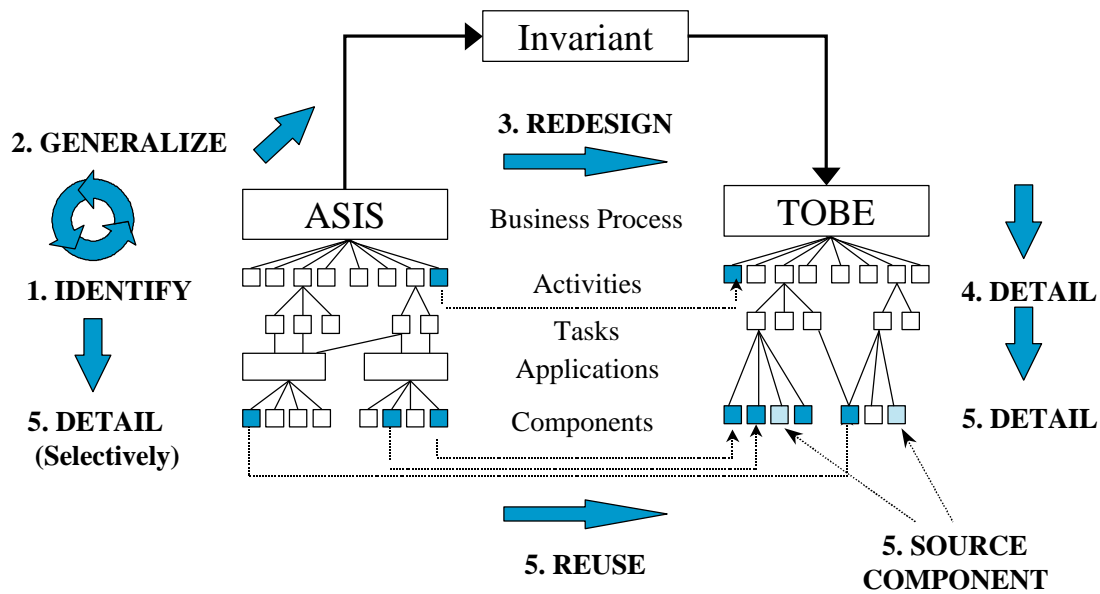 Invariant
2. GENERALIZE
3. REDESIGN
ASIS
Business Process
TOBE
1. IDENTIFY
Activities
4. DETAIL
Tasks
Applications
5. DETAIL
(Selectively)
Components
5. DETAIL
5. REUSE
5. SOURCE
COMPONENT